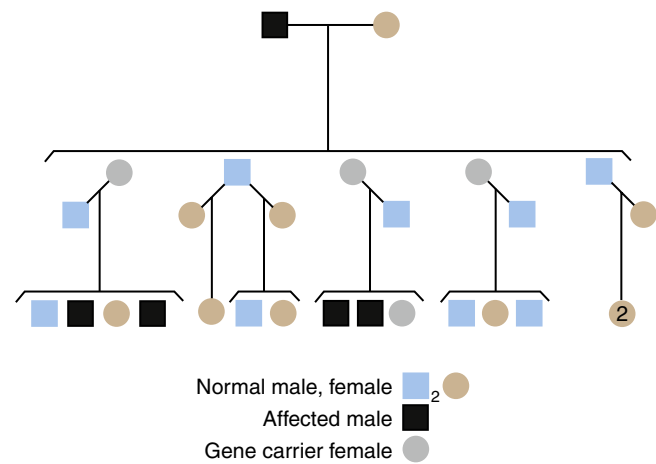 2
Normal male, female 2
Affected male
Gene carrier female